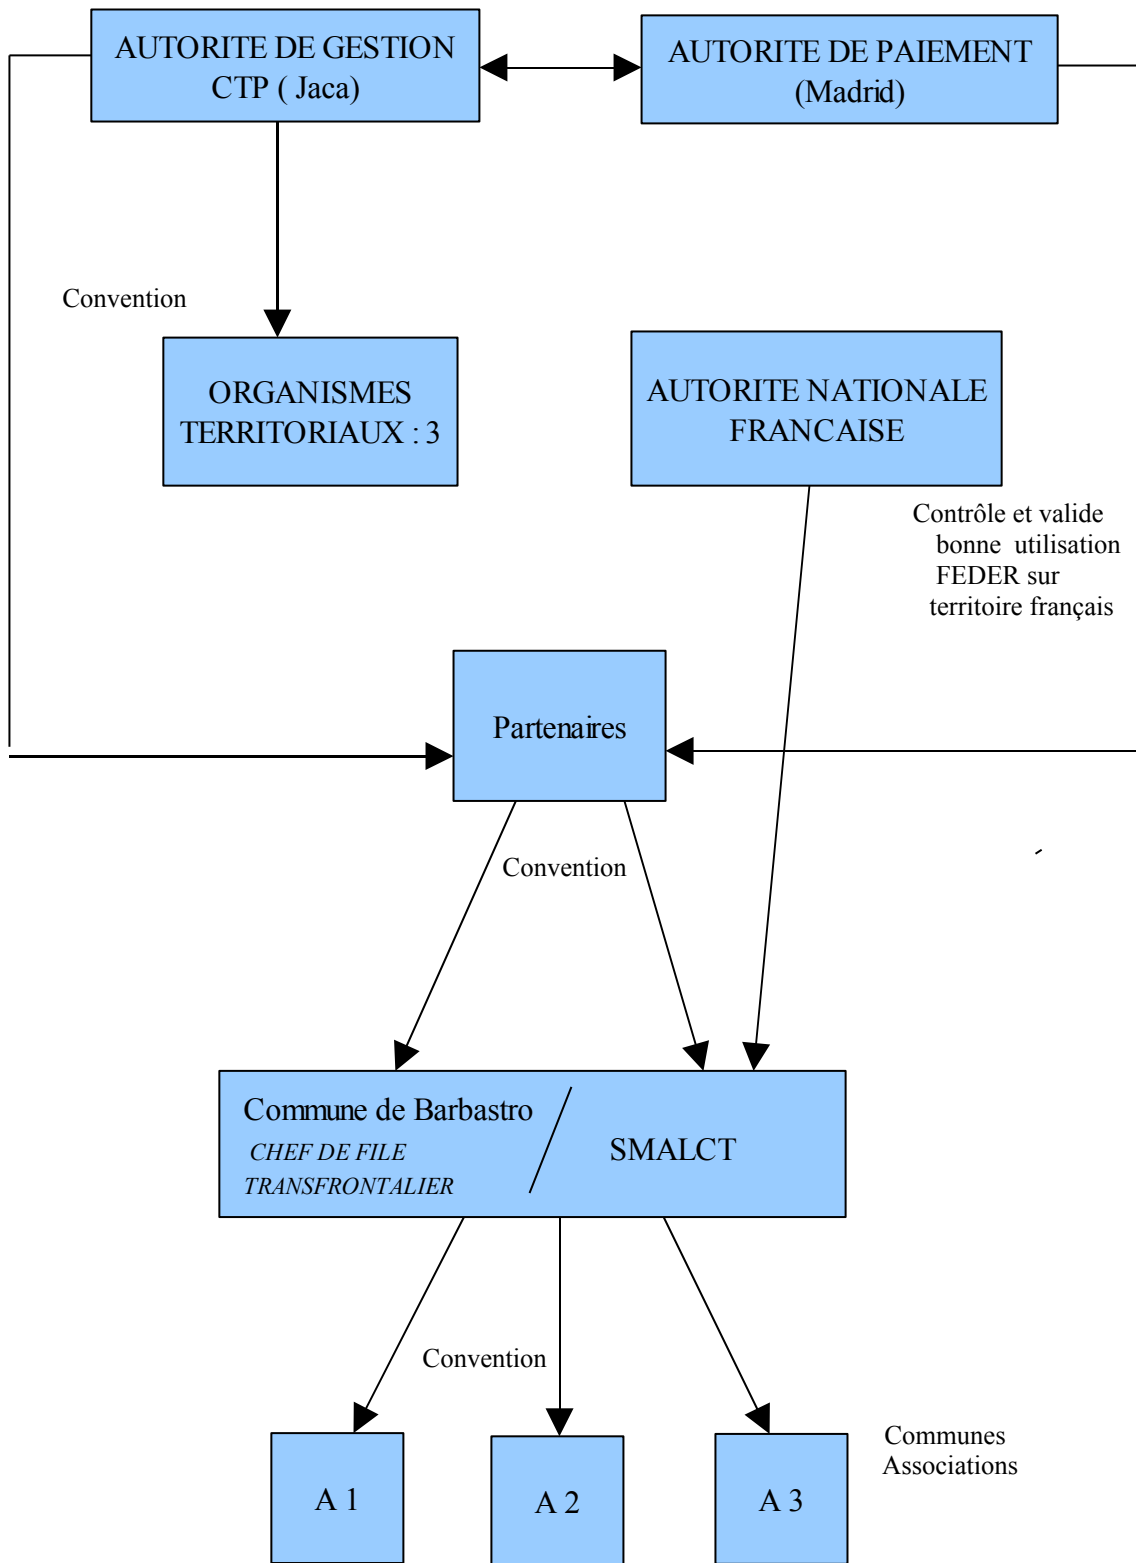 AUTORITE DE GESTION
CTP ( Jaca)
AUTORITE DE PAIEMENT
(Madrid)
Convention
ORGANISMES
TERRITORIAUX : 3
AUTORITE NATIONALE
FRANCAISE
Contrôle et valide
bonne utilisation
FEDER sur
territoire français
Partenaires
Convention
Commune de Barbastro
CHEF DE FILE
TRANSFRONTALIER
SMALCT
Convention
Communes
Associations
A 1
A 2
A 3